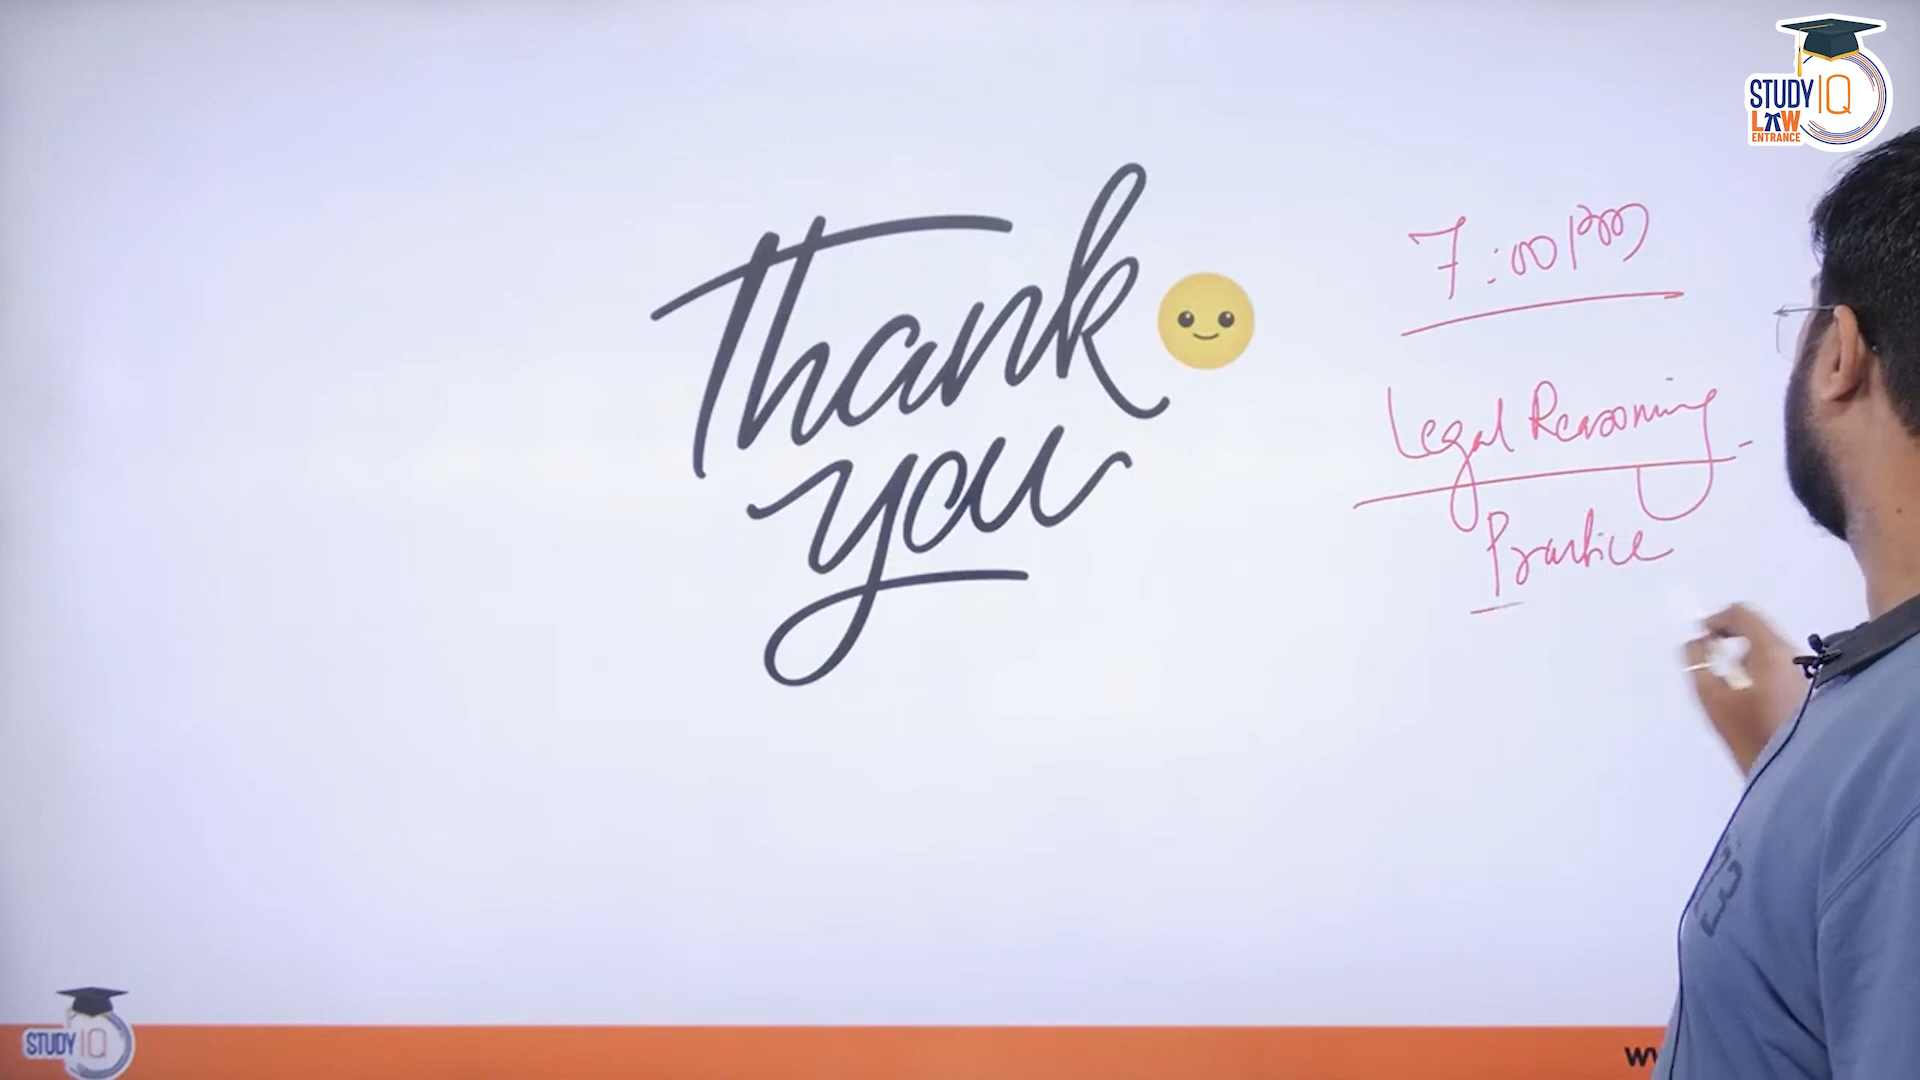 STUDY IQ
LAW
ENTRANCE
Thank
you
7:00 PM
Legal Reasoning
Practice
STUDY IQ